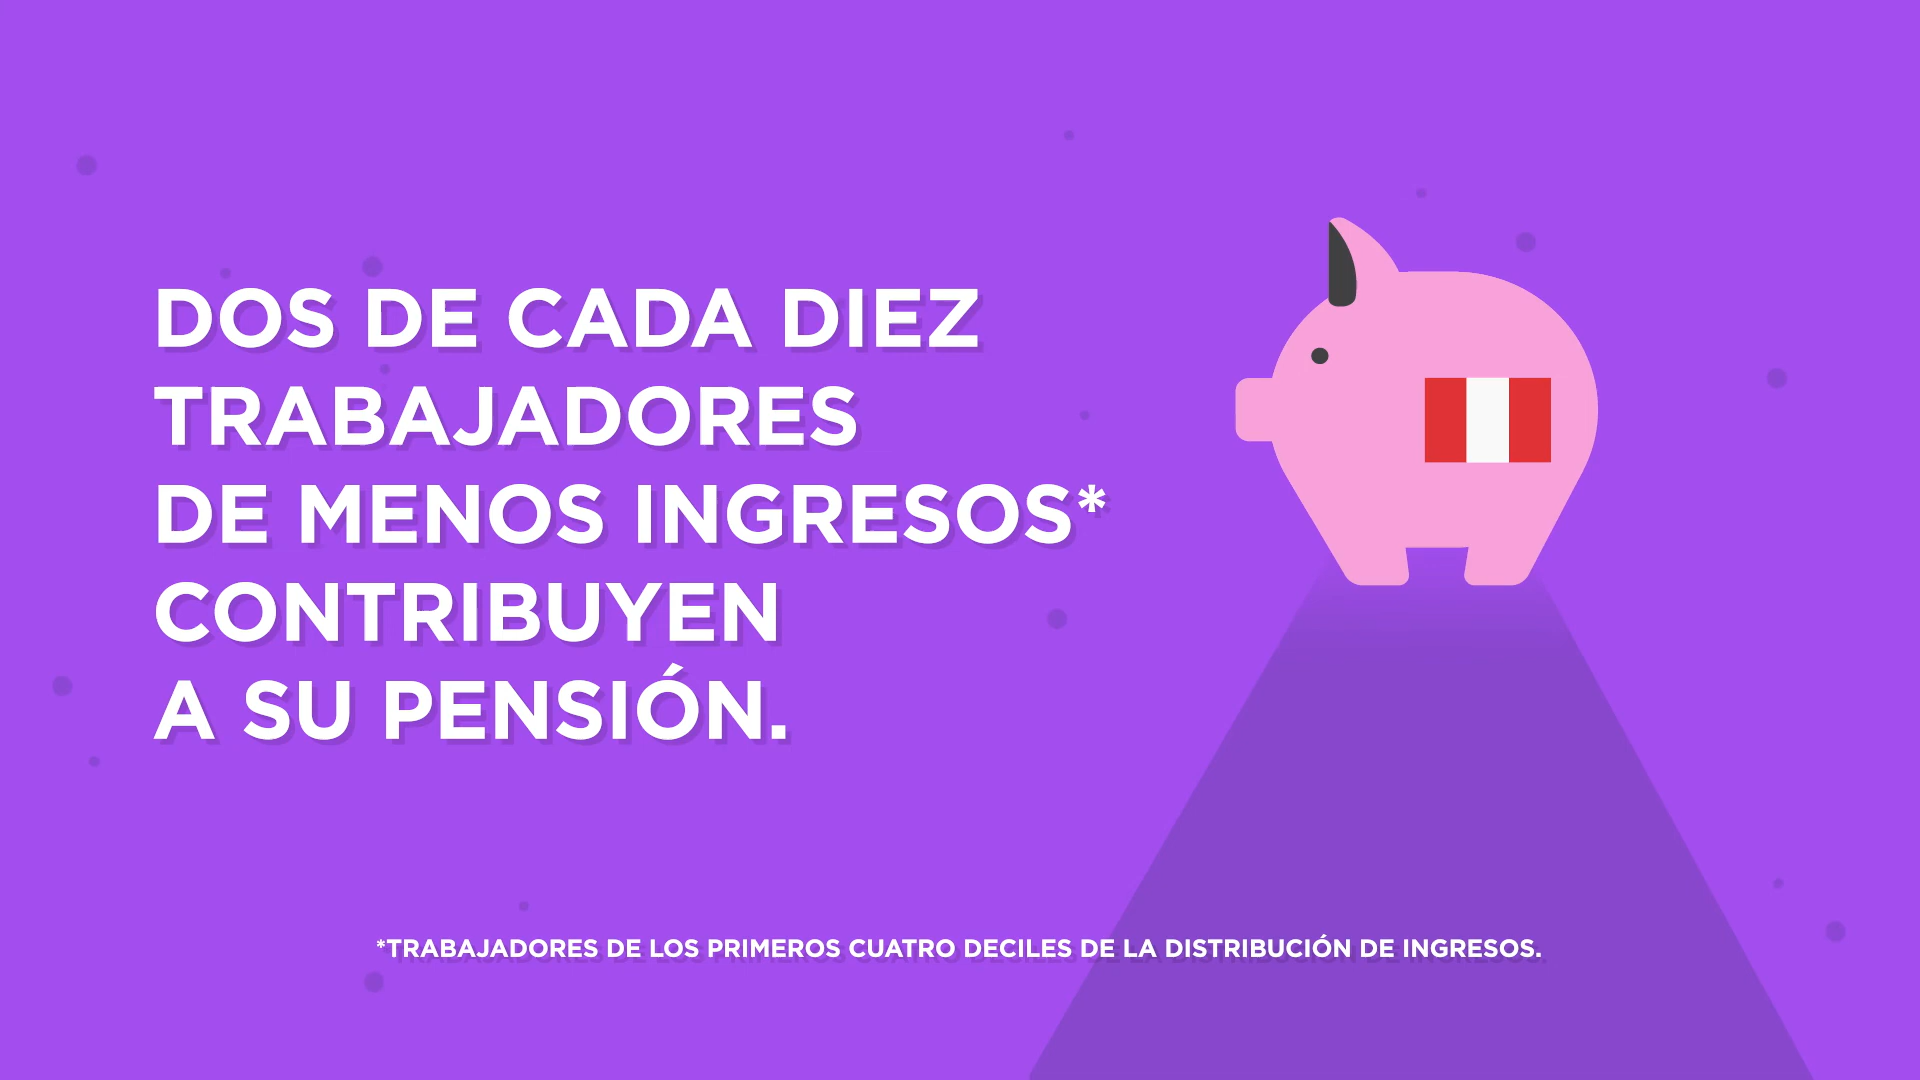 DOS DE CADA DIEZ
TRABAJADORES
DE MENOS INGRESOS*
CONTRIBUYEN
A SU PENSIÓN.
*TRABAJADORES DE LOS PRIMEROS CUATRO DECILES DE LA DISTRIBUCIÓN DE INGRESOS.